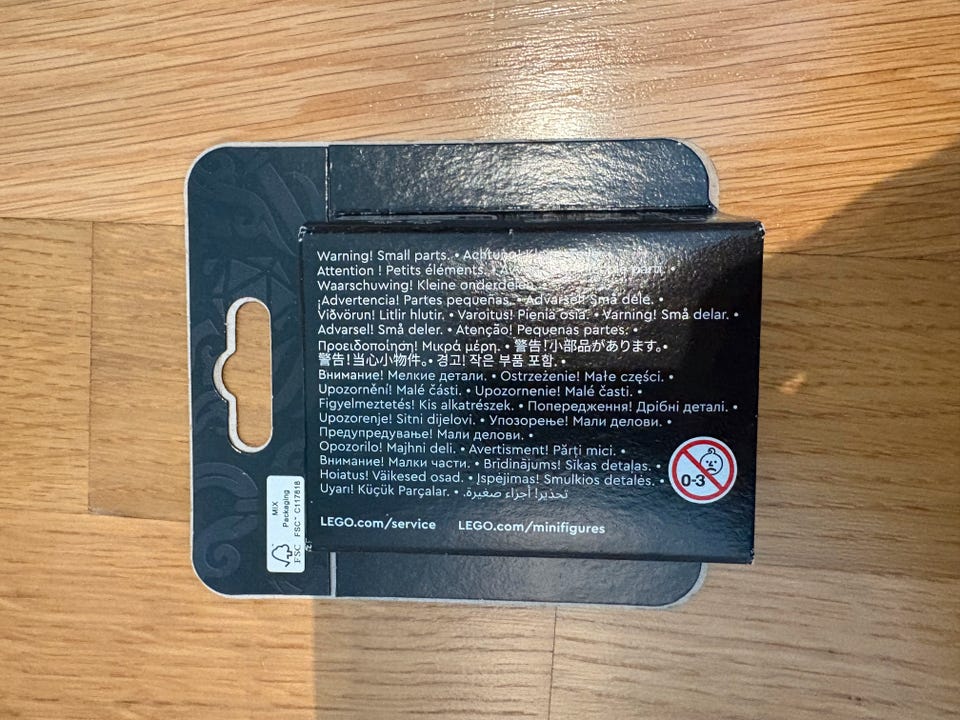 Warning! Small parts. • Achtung!
Attention ! Petits éléments. •
Waarschuwing! Kleine onderdelen.
¡Advertencia! Partes pequeñas. • Advarsel! Små dele. •
Viðvörun! Litlir hlutir. • Varoitus! Pieniä osia. • Varning! Små delar. •
Advarsel! Små deler. • Atenção! Pequenas partes. •
Προειδοποίηση! Μικρά μέρη. • 警告!小部品があります。•
警告!当心小物件。• 경고! 작은 부품 포함. •
Внимание! Мелкие детали. • Ostrzeżenie! Małe części. •
Upozornění! Malé části. • Upozornenie! Malé časti. •
Figyelmeztetés! Kis alkatrészek. • Попередження! Дрібні деталі. •
Upozorenje! Sitni dijelovi. • Упозорење! Мали делови. •
Предупредување! Мали делови. •
Opozorilo! Majhni deli. • Avertisment! Părți mici. •
Внимание! Малки части. • Brīdinājums! Sīkas detaļas. •
Hoiatus! Väikesed osad. • Įspėjimas! Smulkios detalės. •
Uyarı! Küçük Parçalar. • تحذير! أجزاء صغيرة.
0-3
LEGO.com/service LEGO.com/minifigures
FSC
MIX
Packaging
FSC™ C117818